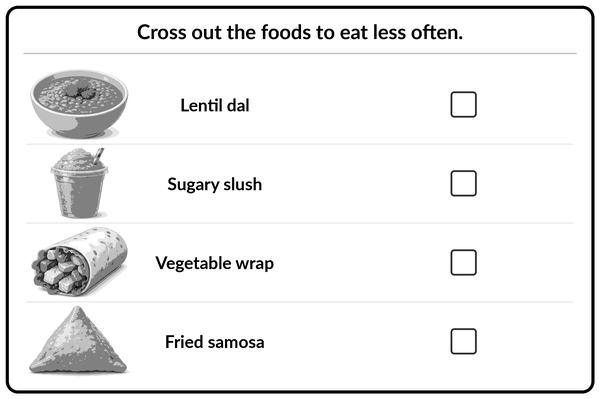 Cross out the foods to eat less often.
Lentil dal
Sugary slush
Vegetable wrap
Fried samosa